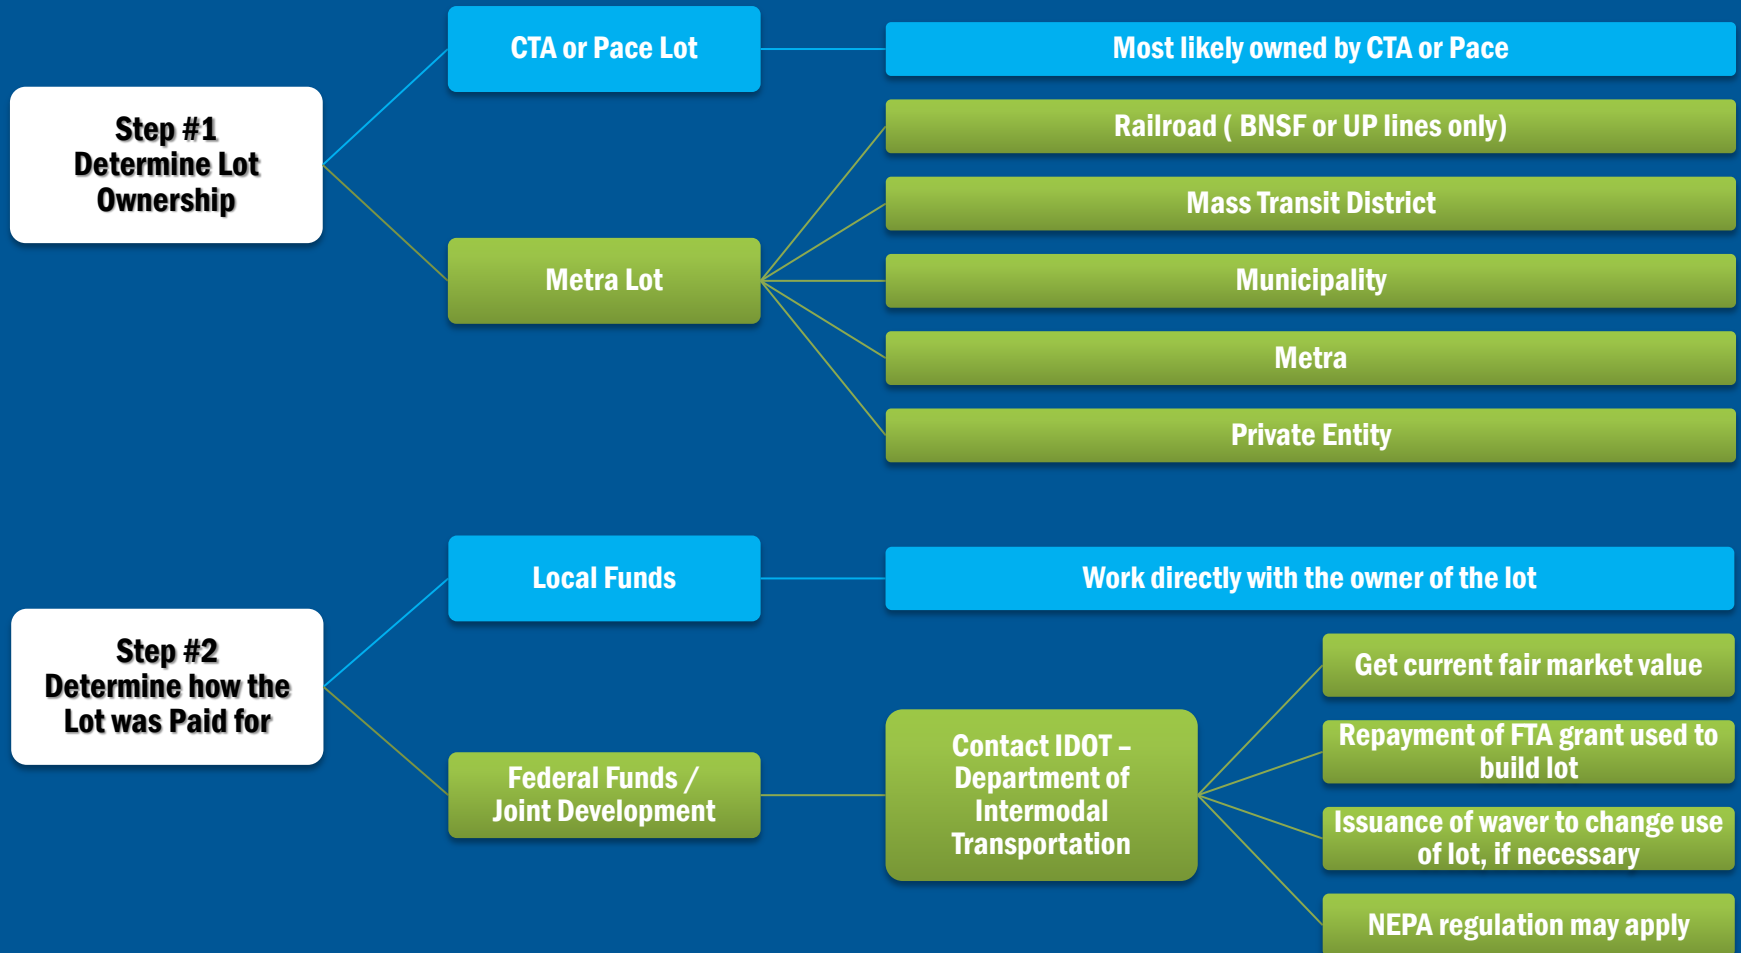 Step #1
Determine Lot
Ownership
CTA or Pace Lot
Most likely owned by CTA or Pace
Metra Lot
Railroad ( BNSF or UP lines only)
Mass Transit District
Municipality
Metra
Private Entity
Step #2
Determine how the
Lot was Paid for
Local Funds
Work directly with the owner of the lot
Federal Funds /
Joint Development
Contact IDOT –
Department of
Intermodal
Transportation
Get current fair market value
Repayment of FTA grant used to
build lot
Issuance of waver to change use
of lot, if necessary
NEPA regulation may apply